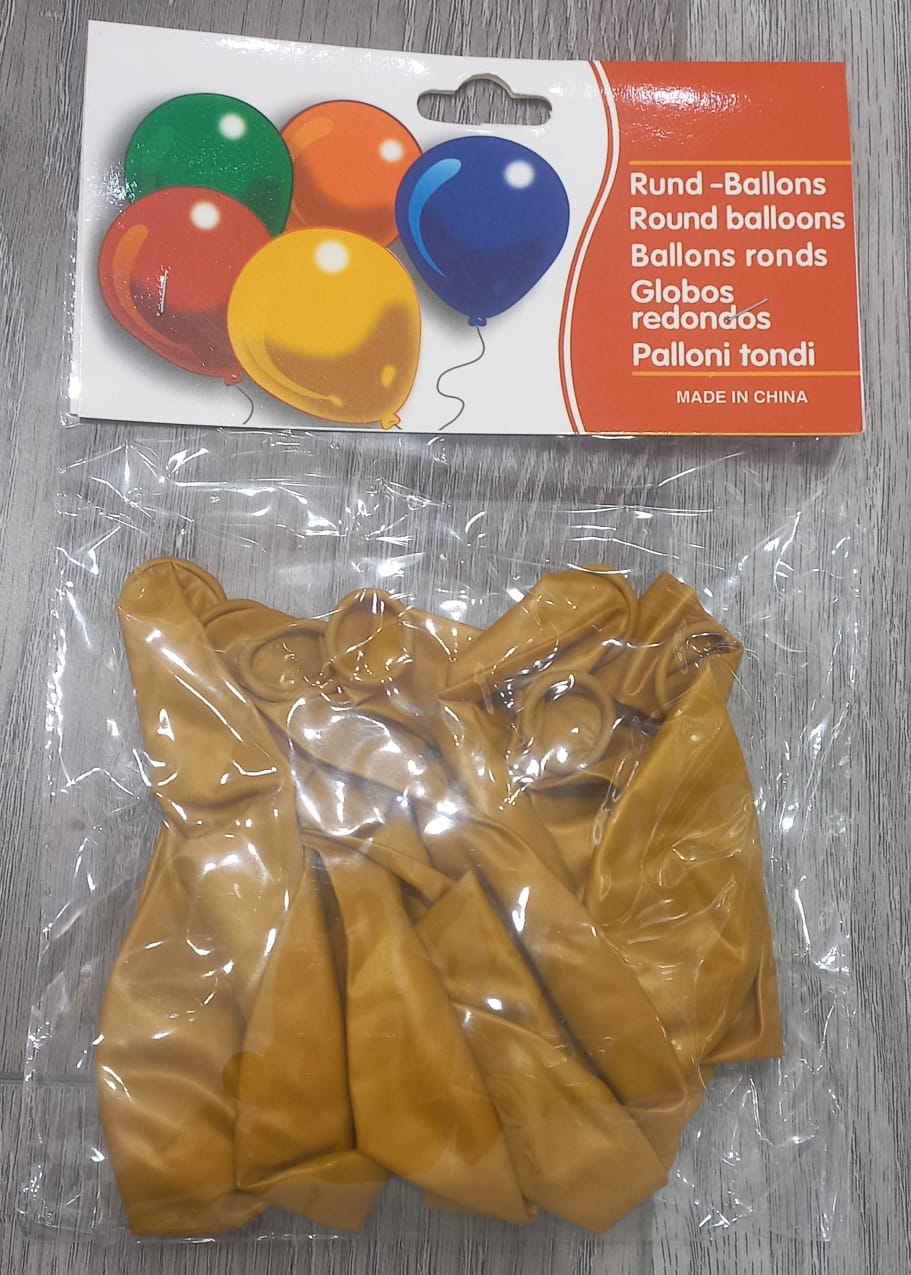 Rund -Ballons
Round balloons
Ballons ronds
Globos
redondos
Palloni tondi
MADE IN CHINA